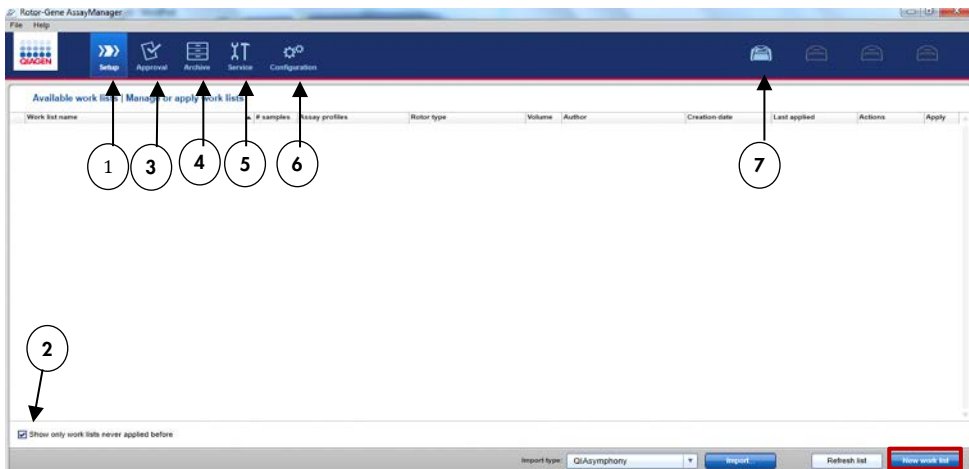 Rotor-Gene AssayManager
File Help
QIAGEN
Setup Approval Archive Service Configuration
Available work lists | Manage or apply work lists
Work list name # samples Assay profiles Rotor type Volume Author Creation date Last applied Actions Apply
1 3 4 5 6 7
2
Show only work lists never applied before
Import type: QIAsymphony Import... Refresh list New work list